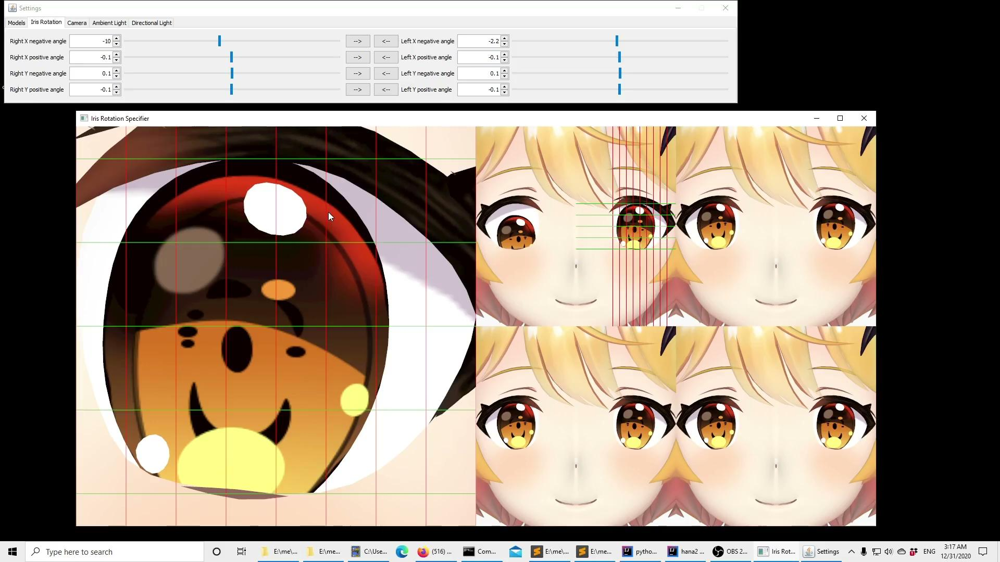 Settings
Models Iris Rotation Camera Ambient Light Directional Light
Right X negative angle -10 --> <-- Left X negative angle -2.2
Right X positive angle -0.1 --> <-- Left X positive angle -0.1
Right Y negative angle 0.1 --> <-- Left Y negative angle 0.1
Right Y positive angle -0.1 --> <-- Left Y positive angle -0.1
Iris Rotation Specifier
Type here to search
E:\me\... E:\me... C:\Use... (516) ... Com... E:\me\... E:\me... pytho... hana2 ... OBS 2... Iris Rot... Settings ENG 3:17 AM
12/31/2020